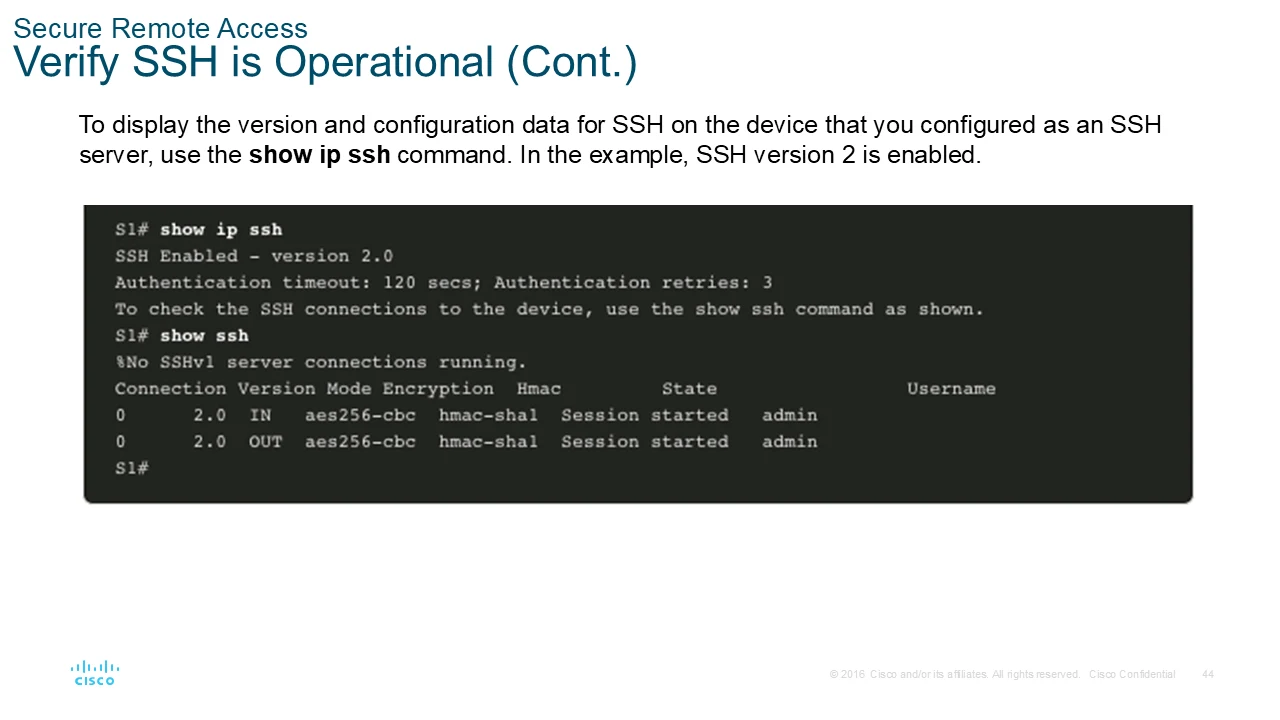 Secure Remote Access
Verify SSH is Operational (Cont.)
To display the version and configuration data for SSH on the device that you configured as an SSH
server, use the show ip ssh command. In the example, SSH version 2 is enabled.
S1# show ip ssh
SSH Enabled - version 2.0
Authentication timeout: 120 secs; Authentication retries: 3
To check the SSH connections to the device, use the show ssh command as shown.
S1# show ssh
%No SSHv1 server connections running.
Connection Version Mode Encryption Hmac State Username
0 2.0 IN aes256-cbc hmac-sha1 Session started admin
0 2.0 OUT aes256-cbc hmac-sha1 Session started admin
S1#
CISCO
© 2016 Cisco and/or its affiliates. All rights reserved. Cisco Confidential 44